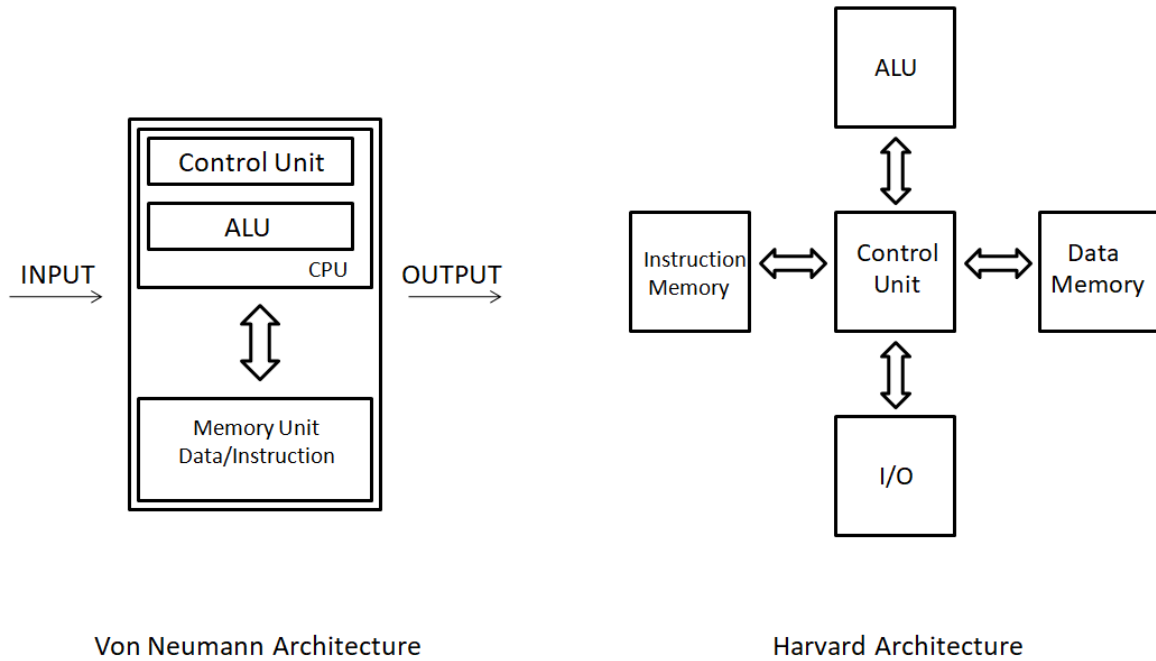 Control Unit
ALU
CPU
INPUT
OUTPUT
Memory Unit
Data/Instruction
Von Neumann Architecture
ALU
Instruction
Memory
Control
Unit
Data
Memory
I/O
Harvard Architecture